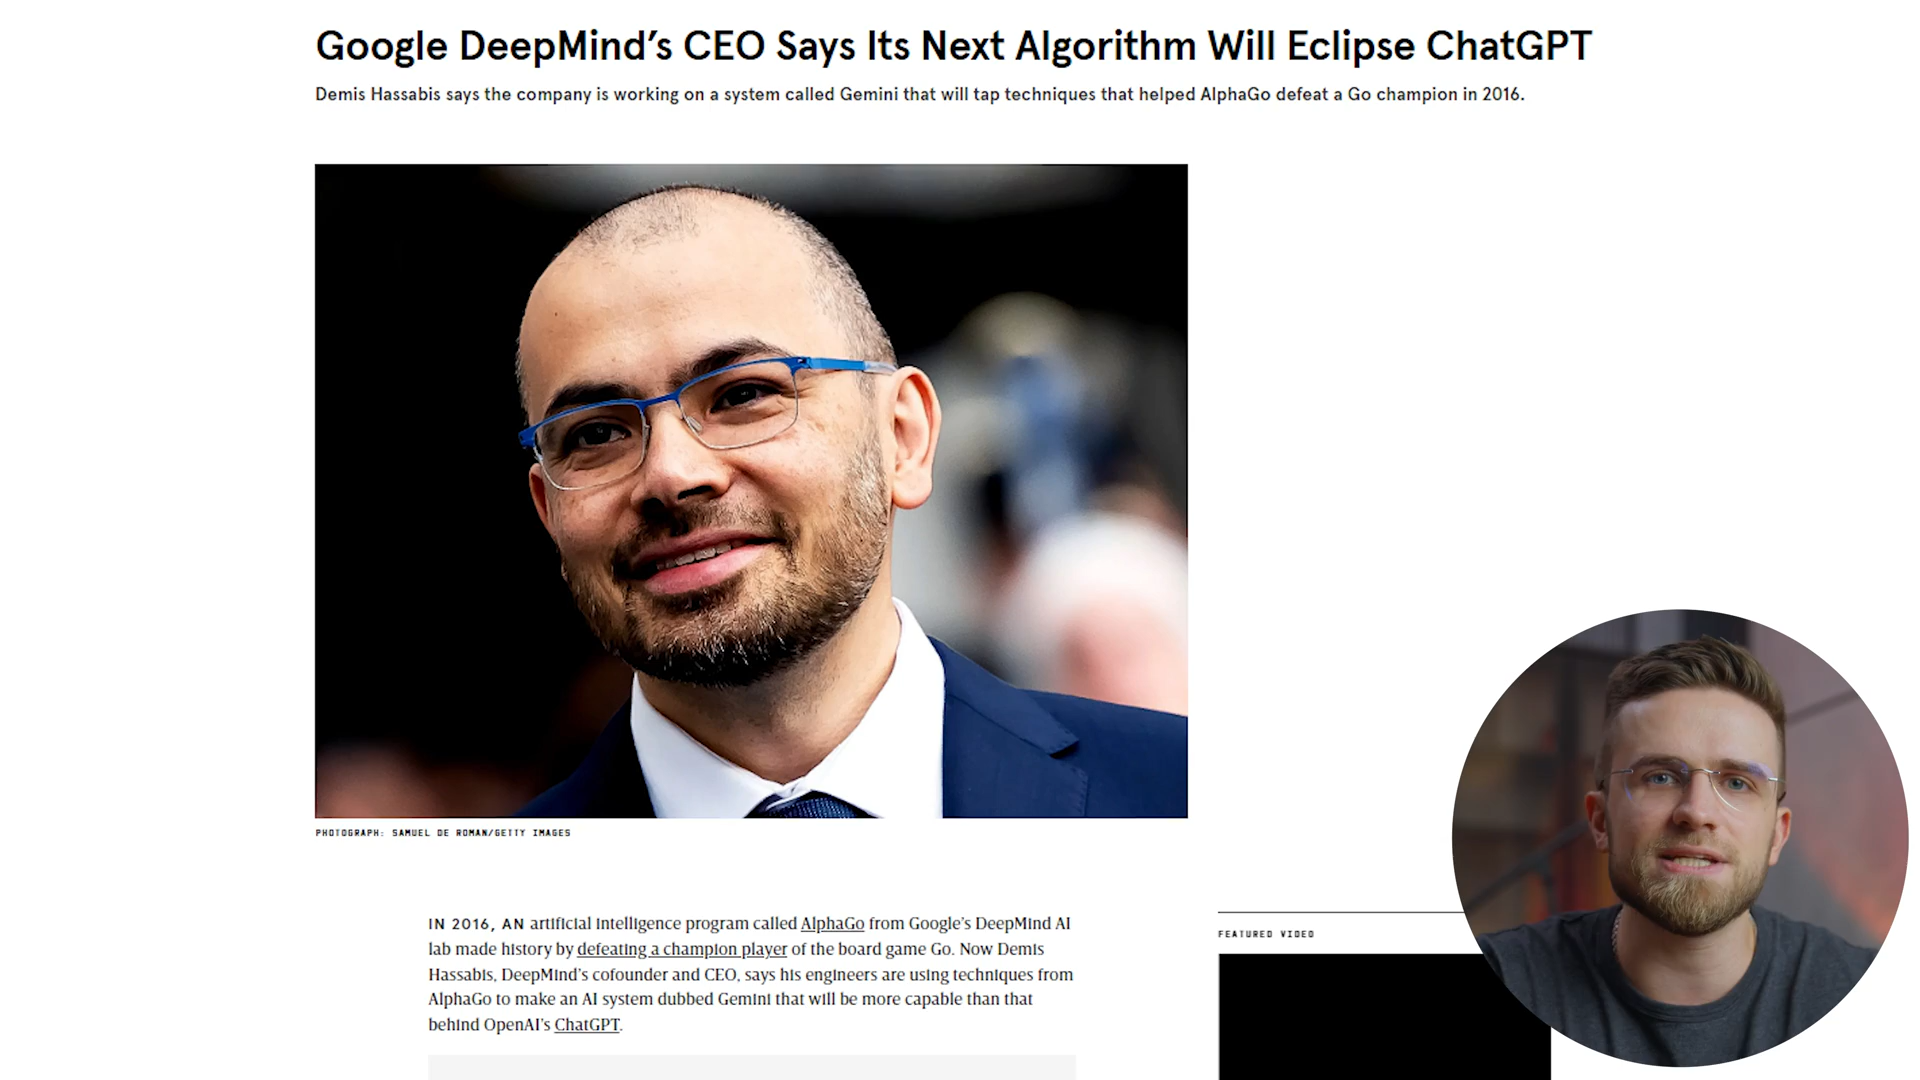 Google DeepMind’s CEO Says Its Next Algorithm Will Eclipse ChatGPT
Demis Hassabis says the company is working on a system called Gemini that will tap techniques that helped AlphaGo defeat a Go champion in 2016.
PHOTOGRAPH: SAMUEL DE ROMAN/GETTY IMAGES
IN 2016, AN artificial intelligence program called AlphaGo from Google’s DeepMind AI
lab made history by defeating a champion player of the board game Go. Now Demis
Hassabis, DeepMind’s cofounder and CEO, says his engineers are using techniques from
AlphaGo to make an AI system dubbed Gemini that will be more capable than that
behind OpenAI’s ChatGPT.
FEATURED VIDEO